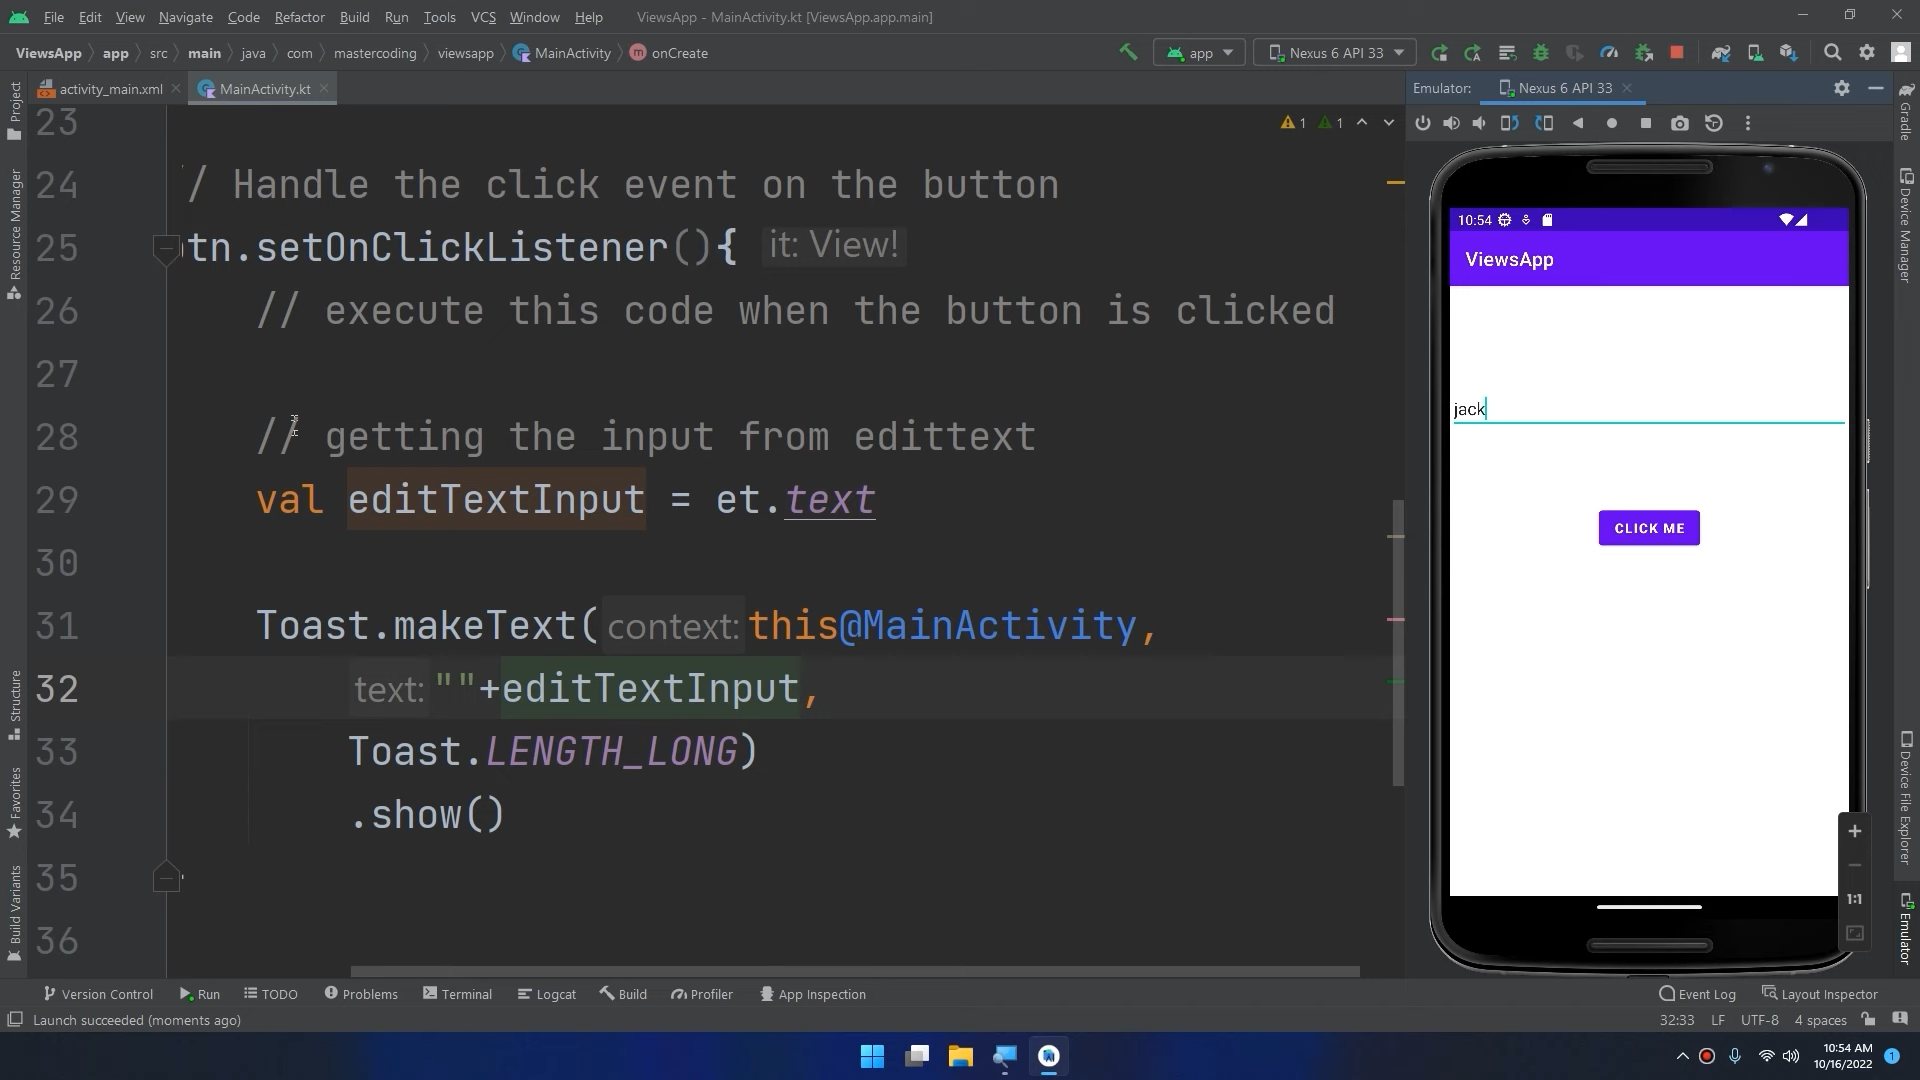 File Edit View Navigate Code Refactor Build Run Tools VCS Window Help ViewsApp - MainActivity.kt [ViewsApp.app.main]
ViewsApp app src main java com mastercoding viewsapp MainActivity onCreate app Nexus 6 API 33
activity_main.xml MainActivity.kt
Emulator: Nexus 6 API 33
Project
Resource Manager
Structure
Favorites
Build Variants
1 1
23
24 / Handle the click event on the button
25 tn.setOnClickListener(){ it: View!
26 // execute this code when the button is clicked
27
28 // getting the input from edittext
29 val editTextInput = et.text
30
31 Toast.makeText( context: this@MainActivity,
32 text: ""+editTextInput,
33 Toast.LENGTH_LONG)
34 .show()
35
36
10:54
ViewsApp
jack
CLICK ME
1:1
Gradle
Device Manager
Device File Explorer
Emulator
Version Control Run TODO Problems Terminal Logcat Build Profiler App Inspection Event Log Layout Inspector
Launch succeeded (moments ago) 32:33 LF UTF-8 4 spaces
10:54 AM
10/16/2022
1